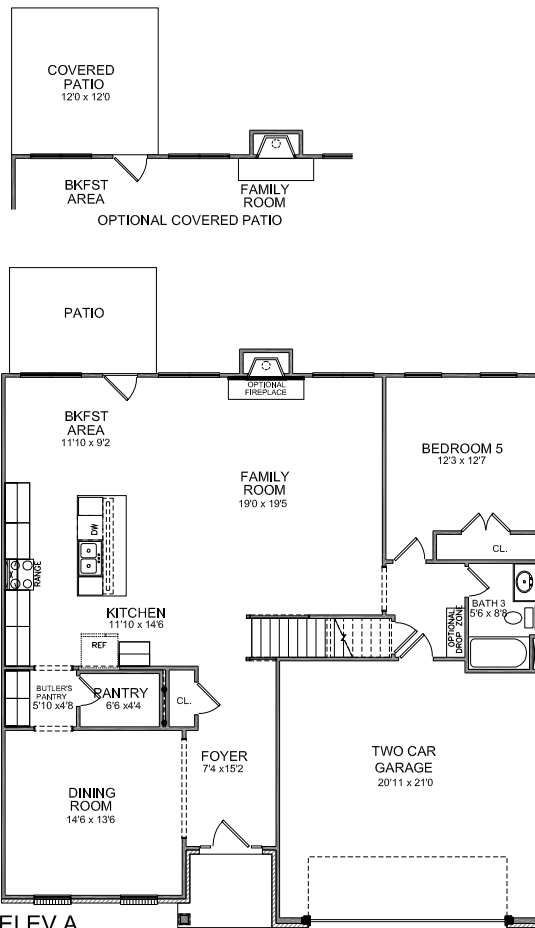 COVERED
PATIO
12'0 x 12'0
BKFST
AREA
FAMILY
ROOM
OPTIONAL COVERED PATIO
PATIO
OPTIONAL
FIREPLACE
BKFST
AREA
11'10 x 9'2
FAMILY
ROOM
19'0 x 19'5
BEDROOM 5
12'3 x 12'7
CL.
DW
RANGE
KITCHEN
11'10 x 14'6
REF
OPTIONAL
DROP ZONE
BATH 3
5'6 x 8'8
BUTLER'S
PANTRY
5'10 x4'8
PANTRY
6'6 x4'4
CL.
FOYER
7'4 x15'2
TWO CAR
GARAGE
20'11 x 21'0
DINING
ROOM
14'6 x 13'6
ELEV A